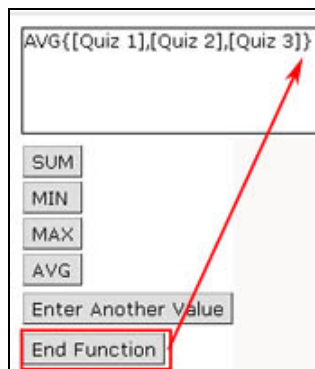 AVG{[Quiz 1],[Quiz 2],[Quiz 3]}
SUM
MIN
MAX
AVG
Enter Another Value
End Function